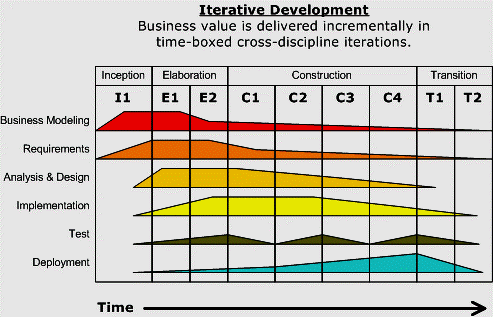 Iterative Development
Business value is delivered incrementally in
time-boxed cross-discipline iterations.
Inception Elaboration Construction Transition
I1 E1 E2 C1 C2 C3 C4 T1 T2
Business Modeling
Requirements
Analysis & Design
Implementation
Test
Deployment
Time